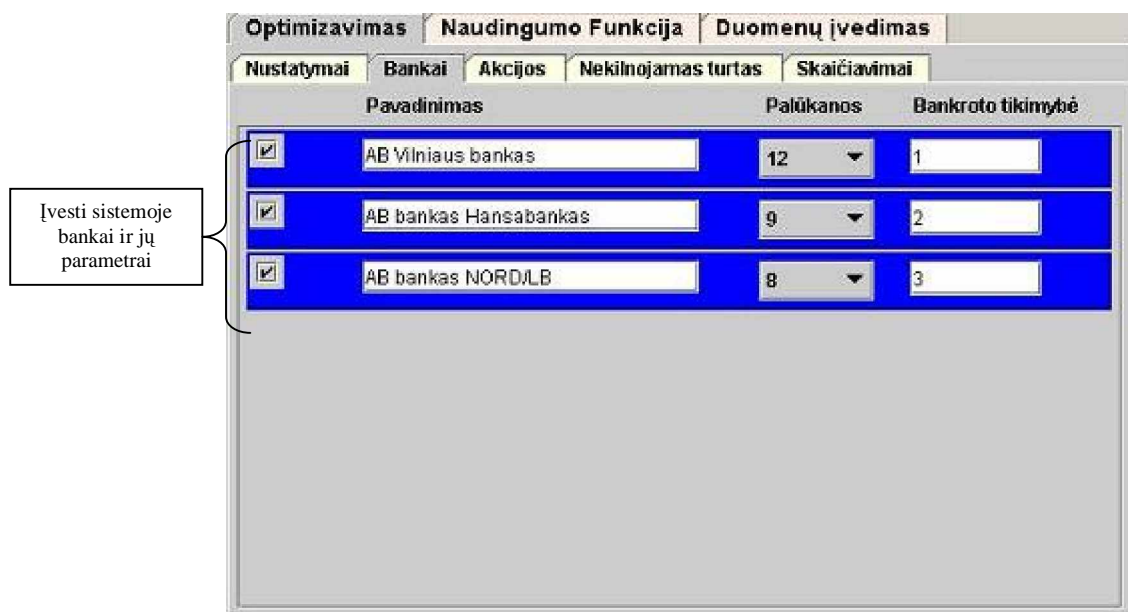 Optimizavimas Naudingumo Funkcija Duomenų įvedimas
Nustatymai Bankai Akcijos Nekilnojamas turtas Skaičiavimai
Pavadinimas Palūkanos Bankroto tikimybė
AB Vilniaus bankas 12 1
AB bankas Hansabankas 9 2
AB bankas NORD/LB 8 3
Įvesti sistemoje
bankai ir jų
parametrai